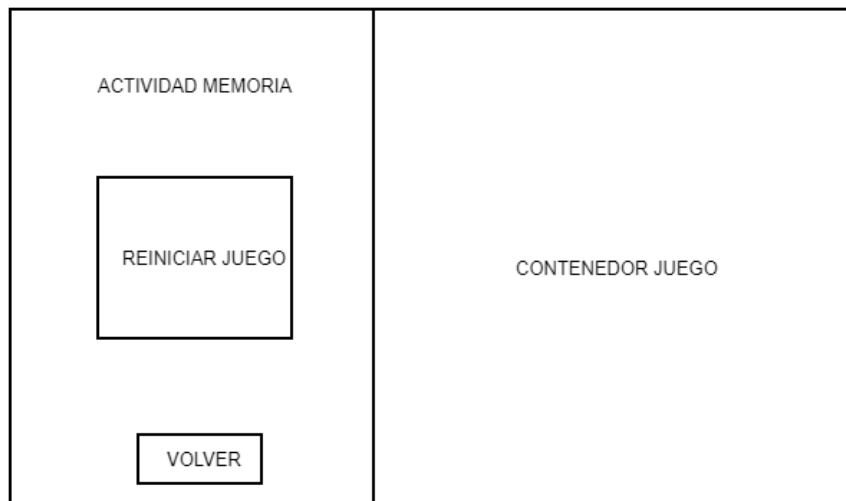 ACTIVIDAD MEMORIA
REINICIAR JUEGO
VOLVER
CONTENEDOR JUEGO